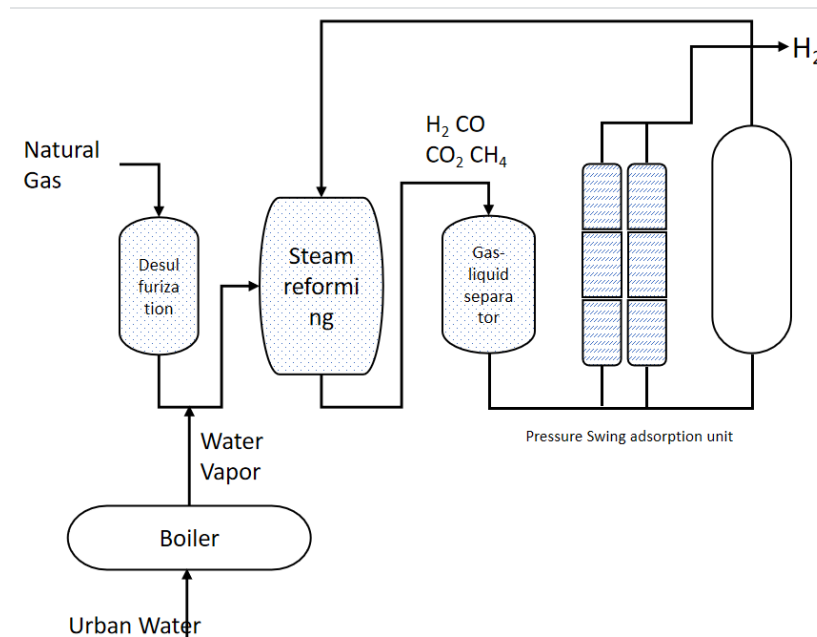 H₂ CO
CO₂ CH₄
H₂
Natural
Gas
Desul
furiza
tion
Steam
reformi
ng
Gas-
liquid
separa
tor
Pressure Swing adsorption unit
Water
Vapor
Boiler
Urban Water